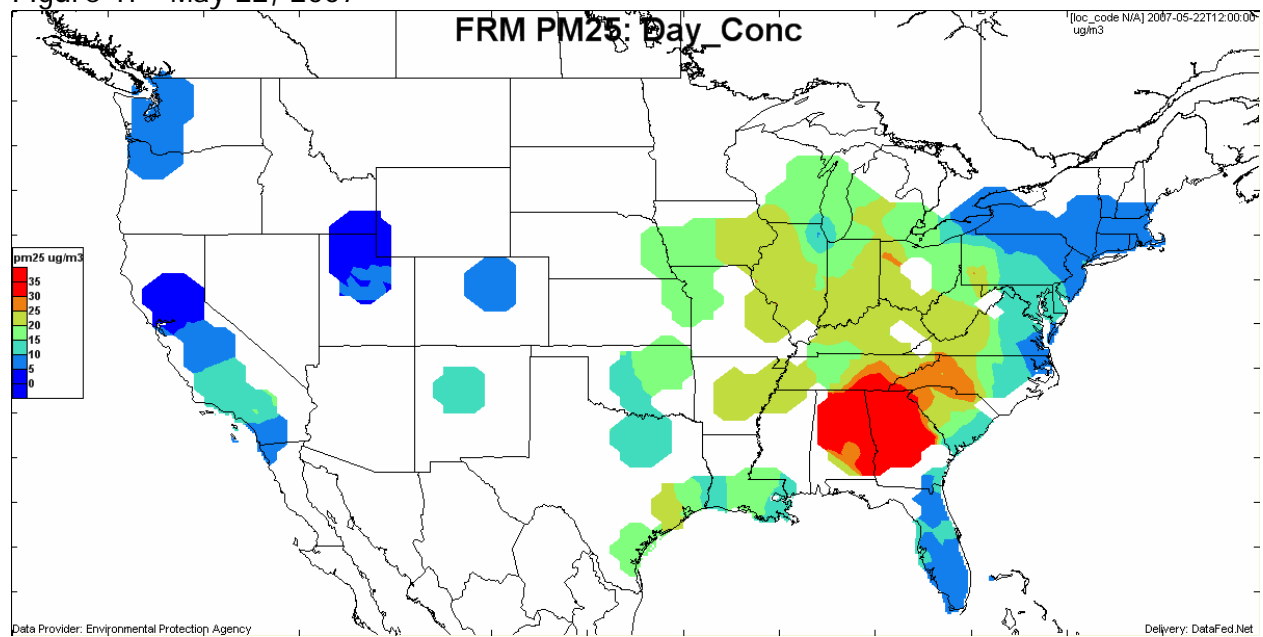 FRM PM25: Day_Conc
[loc_code N/A] 2007-05-22T12:00:00
ug/m3
pm25 ug/m3
35
30
25
20
15
10
5
0
Data Provider: Environmental Protection Agency
Delivery: DataFed.Net